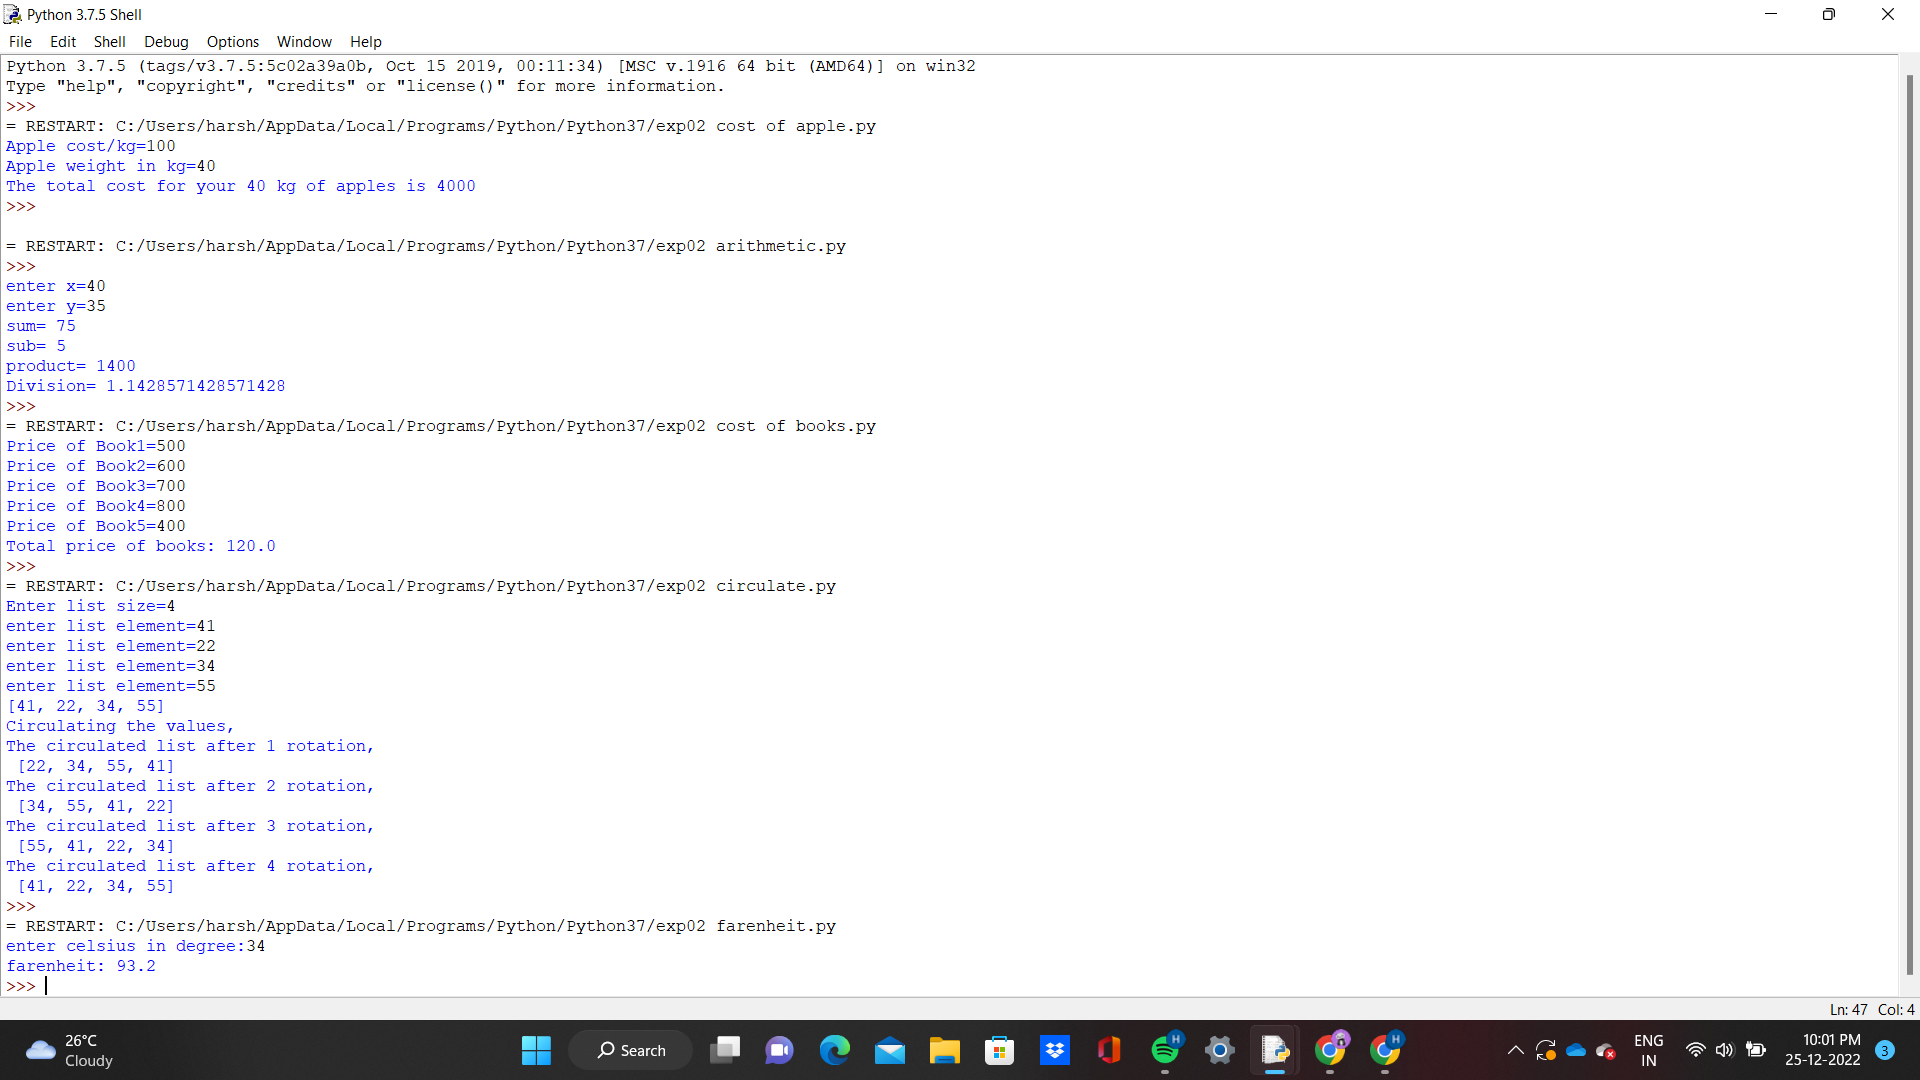 Python 3.7.5 Shell
File Edit Shell Debug Options Window Help
Python 3.7.5 (tags/v3.7.5:5c02a39a0b, Oct 15 2019, 00:11:34) [MSC v.1916 64 bit (AMD64)] on win32
Type "help", "copyright", "credits" or "license()" for more information.
>>>
= RESTART: C:/Users/harsh/AppData/Local/Programs/Python/Python37/exp02 cost of apple.py
Apple cost/kg=100
Apple weight in kg=40
The total cost for your 40 kg of apples is 4000
>>>
= RESTART: C:/Users/harsh/AppData/Local/Programs/Python/Python37/exp02 arithmetic.py
>>>
enter x=40
enter y=35
sum= 75
sub= 5
product= 1400
Division= 1.1428571428571428
>>>
= RESTART: C:/Users/harsh/AppData/Local/Programs/Python/Python37/exp02 cost of books.py
Price of Book1=500
Price of Book2=600
Price of Book3=700
Price of Book4=800
Price of Book5=400
Total price of books: 120.0
>>>
= RESTART: C:/Users/harsh/AppData/Local/Programs/Python/Python37/exp02 circulate.py
Enter list size=4
enter list element=41
enter list element=22
enter list element=34
enter list element=55
[41, 22, 34, 55]
Circulating the values,
The circulated list after 1 rotation,
 [22, 34, 55, 41]
The circulated list after 2 rotation,
 [34, 55, 41, 22]
The circulated list after 3 rotation,
 [55, 41, 22, 34]
The circulated list after 4 rotation,
 [41, 22, 34, 55]
>>>
= RESTART: C:/Users/harsh/AppData/Local/Programs/Python/Python37/exp02 farenheit.py
enter celsius in degree:34
farenheit: 93.2
>>>
Ln: 47 Col: 4
26°C
Cloudy
Search
H
H
ENG
IN
10:01 PM
25-12-2022
3